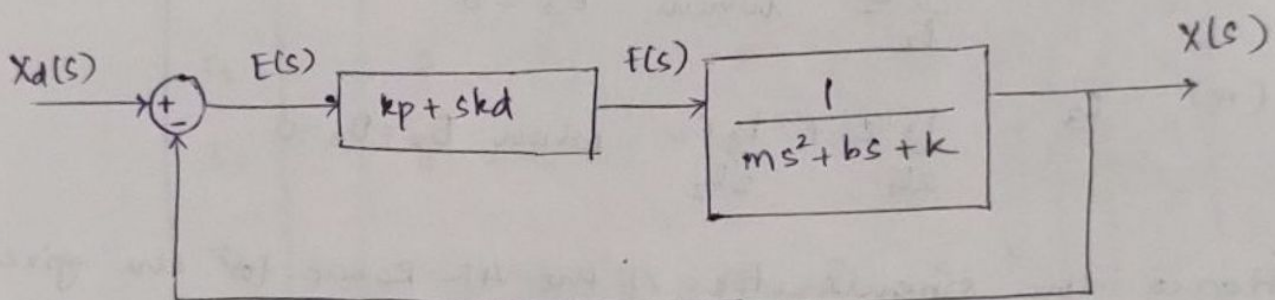 Xd(s)
E(s)
F(s)
X(s)
+
-
kp + skd
1
ms²+bs+k